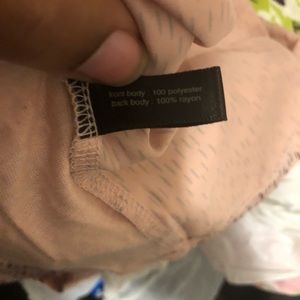 front body : 100 polyester
back body : 100% rayon